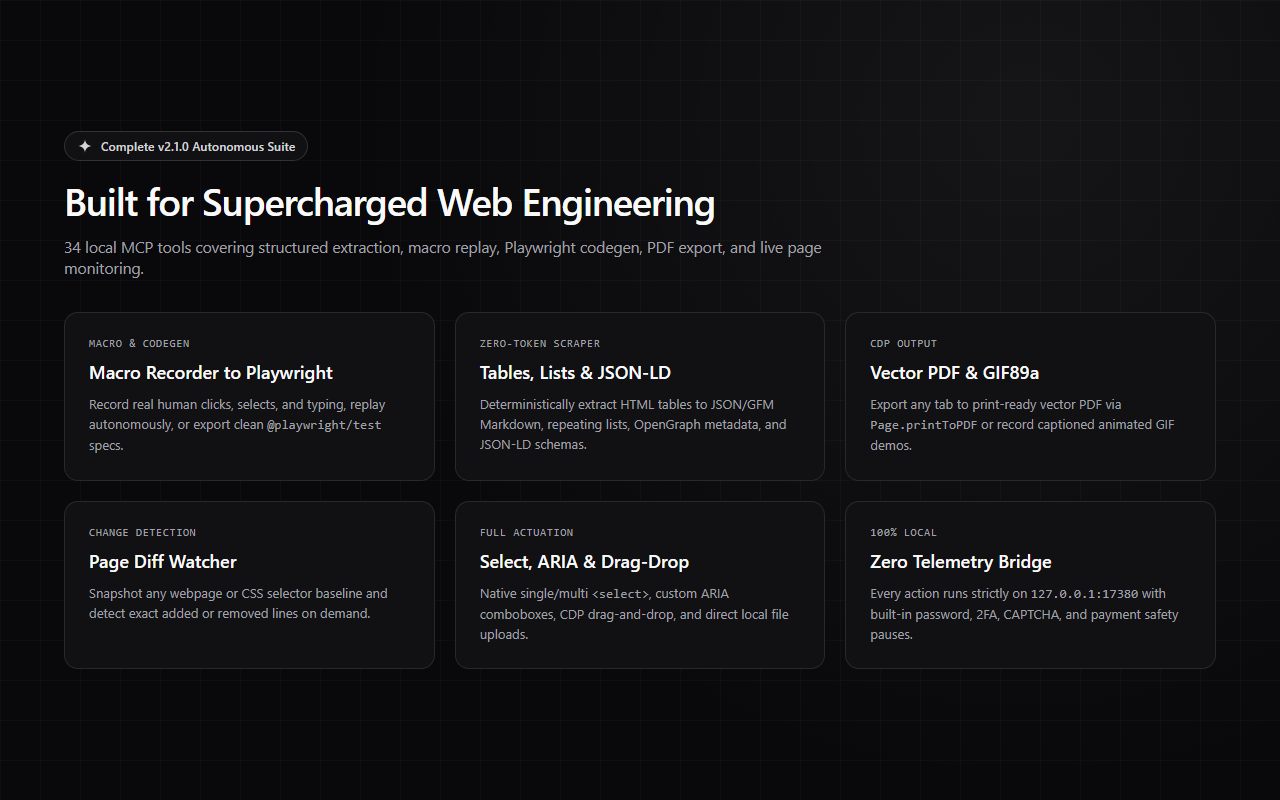 ✦ Complete v2.1.0 Autonomous Suite
Built for Supercharged Web Engineering
34 local MCP tools covering structured extraction, macro replay, Playwright codegen, PDF export, and live page
monitoring.
MACRO & CODEGEN
Macro Recorder to Playwright
Record real human clicks, selects, and typing, replay
autonomously, or export clean @playwright/test
specs.
ZERO-TOKEN SCRAPER
Tables, Lists & JSON-LD
Deterministically extract HTML tables to JSON/GFM
Markdown, repeating lists, OpenGraph metadata, and
JSON-LD schemas.
CDP OUTPUT
Vector PDF & GIF89a
Export any tab to print-ready vector PDF via
Page.printToPDF or record captioned animated GIF
demos.
CHANGE DETECTION
Page Diff Watcher
Snapshot any webpage or CSS selector baseline and
detect exact added or removed lines on demand.
FULL ACTUATION
Select, ARIA & Drag-Drop
Native single/multi <select>, custom ARIA
comboboxes, CDP drag-and-drop, and direct local file
uploads.
100% LOCAL
Zero Telemetry Bridge
Every action runs strictly on 127.0.0.1:17380 with
built-in password, 2FA, CAPTCHA, and payment safety
pauses.